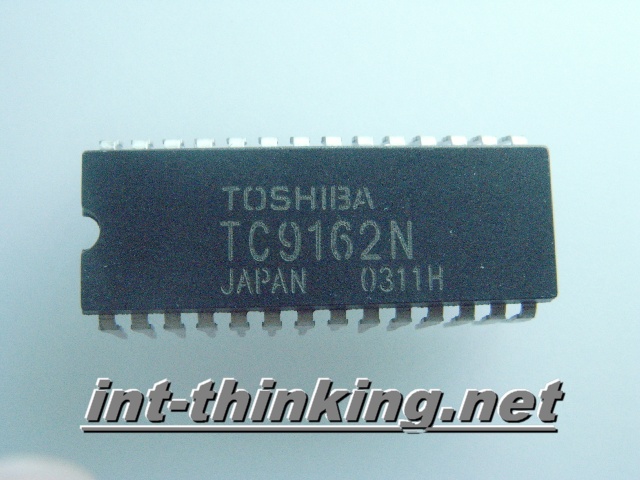 TOSHIBA
TC9162N
JAPAN 0311H
int-thinking.net